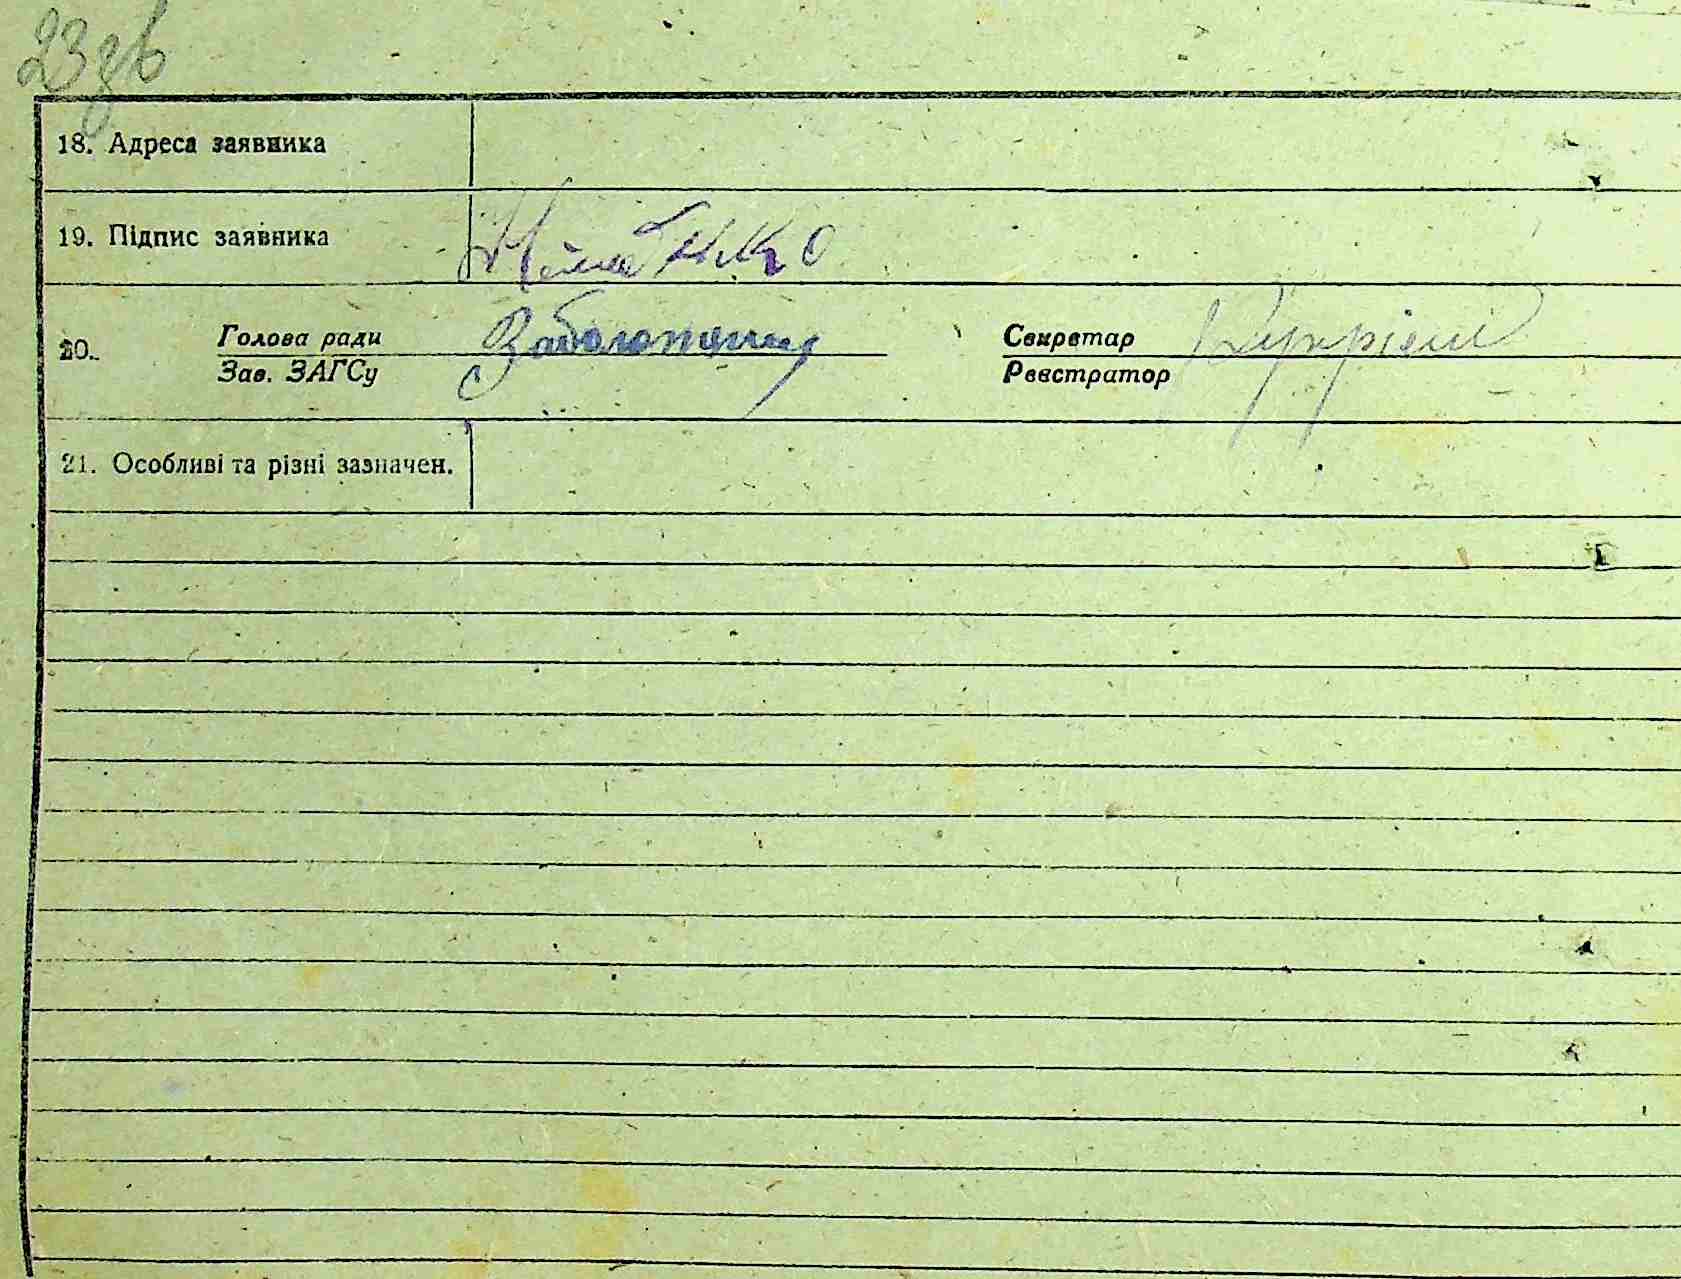 23зв
18. Адреса заявника
19. Підпис заявника
20. Голова ради Заболотний Секретар
Зав. ЗАГСу Реєстратор
21. Особливі та різні зазначен.